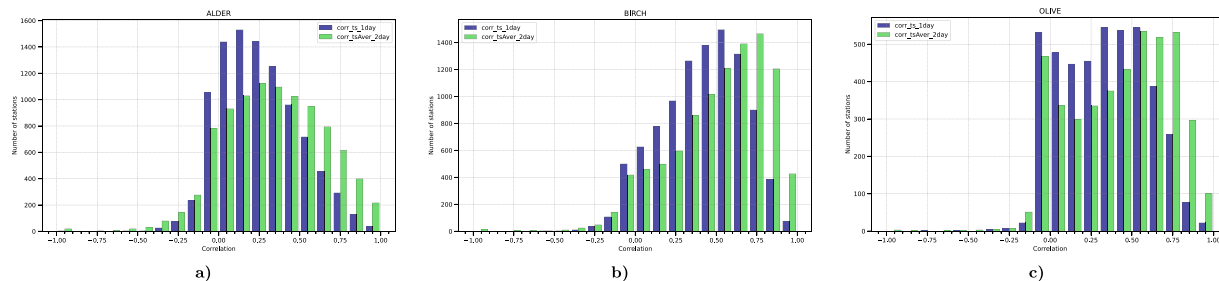 ALDER
corr_ts_1day
corr_tsAver_2day
Number of stations
1600
1400
1200
1000
800
600
400
200
0
−1,00 −0,75 −0,50 −0,25 0,00 0,25 0,50 0,75 1,00
Correlation
a)
BIRCH
corr_ts_1day
corr_tsAver_2day
Number of stations
1400
1200
1000
800
600
400
200
0
−1,00 −0,75 −0,50 −0,25 0,00 0,25 0,50 0,75 1,00
Correlation
b)
OLIVE
corr_ts_1day
corr_tsAver_2day
Number of stations
500
400
300
200
100
0
−1.00 −0.75 −0.50 −0.25 0.00 0.25 0.50 0.75 1.00
Correlation
c)